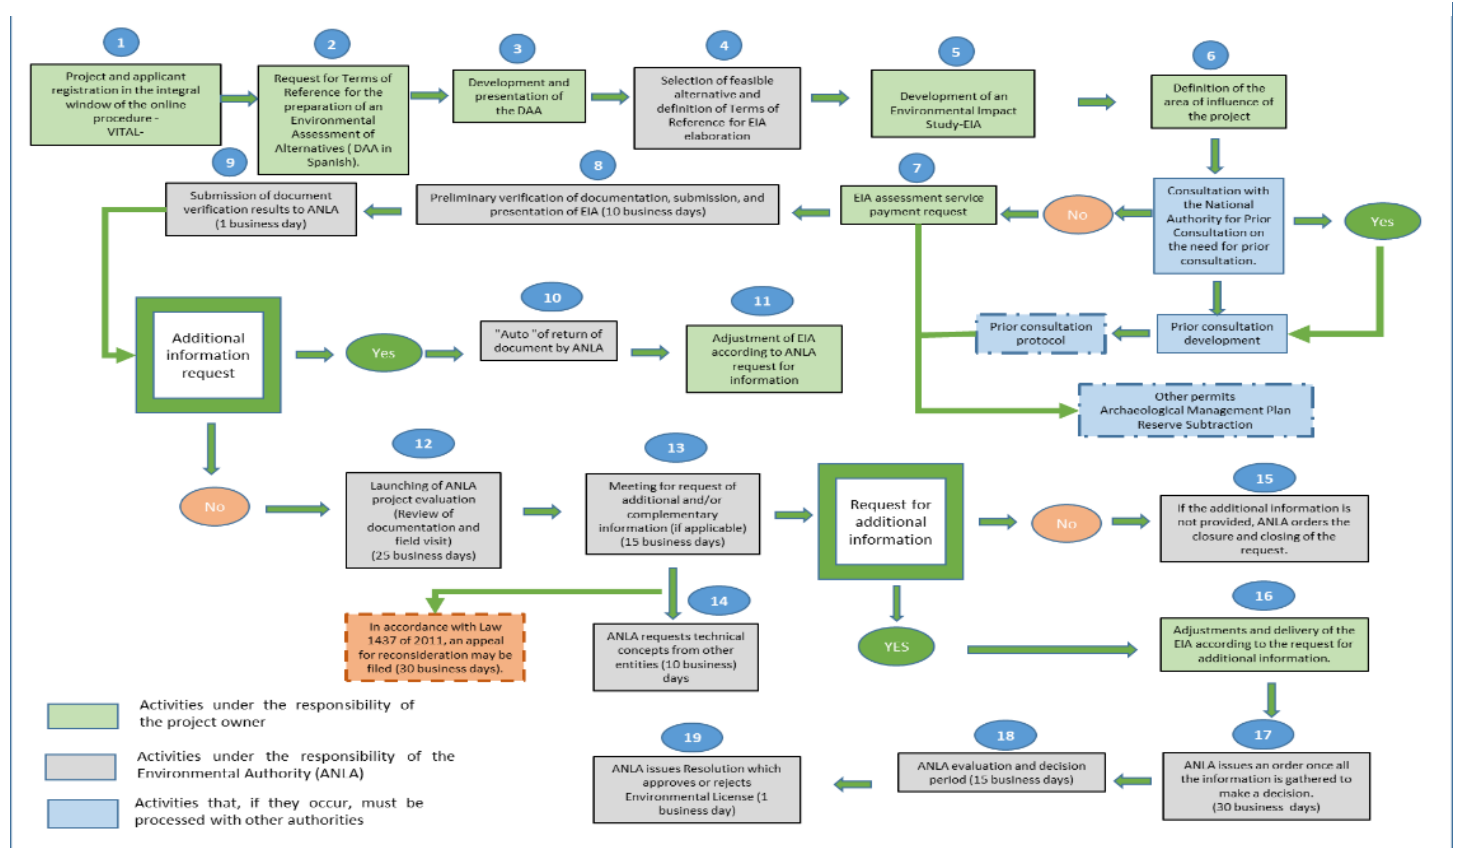 1
Project and applicant
registration in the integral
window of the online
procedure -
VITAL-
2
Request for Terms of
Reference for the
preparation of an
Environmental
Assessment of
Alternatives ( DAA in
Spanish).
3
Development and
presentation of
the DAA
4
Selection of feasible
alternative and
definition of Terms of
Reference for EIA
elaboration
5
Development of an
Environmental Impact
Study-EIA
6
Definition of the
area of influence of
the project
Consultation with
the National
Authority for Prior
Consultation on
the need for prior
consultation.
No
Yes
Prior consultation
development
Prior consultation
protocol
7
EIA assessment service
payment request
Other permits
Archaeological Management Plan
Reserve Subtraction
8
Preliminary verification of documentation, submission, and
presentation of EIA (10 business days)
9
Submission of document
verification results to ANLA
(1 business day)
Additional
information
request
Yes
10
"Auto "of return of
document by ANLA
11
Adjustment of EIA
according to ANLA
request for
information
No
12
Launching of ANLA
project evaluation
(Review of
documentation and
field visit)
(25 business days)
13
Meeting for request of
additional and/or
complementary
information (if applicable)
(15 business days)
In accordance with Law
1437 of 2011, an appeal
for reconsideration may be
filed (30 business days).
14
ANLA requests technical
concepts from other
entities (10 business)
days
Request for
additional
information
No
15
If the additional information is
not provided, ANLA orders the
closure and closing of the
request.
YES
16
Adjustments and delivery of the
EIA according to the request for
additional information.
17
ANLA issues an order once all
the information is gathered to
make a decision.
(30 business days)
18
ANLA evaluation and decision
period (15 business days)
19
ANLA issues Resolution which
approves or rejects
Environmental License (1
business day)
Activities under the responsibility of
the project owner
Activities under the responsibility of the
Environmental Authority (ANLA)
Activities that, if they occur, must be
processed with other authorities